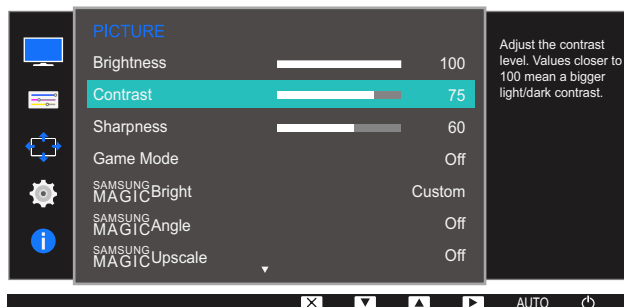 PICTURE
Brightness 100
Contrast 75
Sharpness 60
Game Mode Off
SAMSUNG MAGIC Bright Custom
SAMSUNG MAGIC Angle Off
SAMSUNG MAGIC Upscale Off
Adjust the contrast
level. Values closer to
100 mean a bigger
light/dark contrast.
AUTO